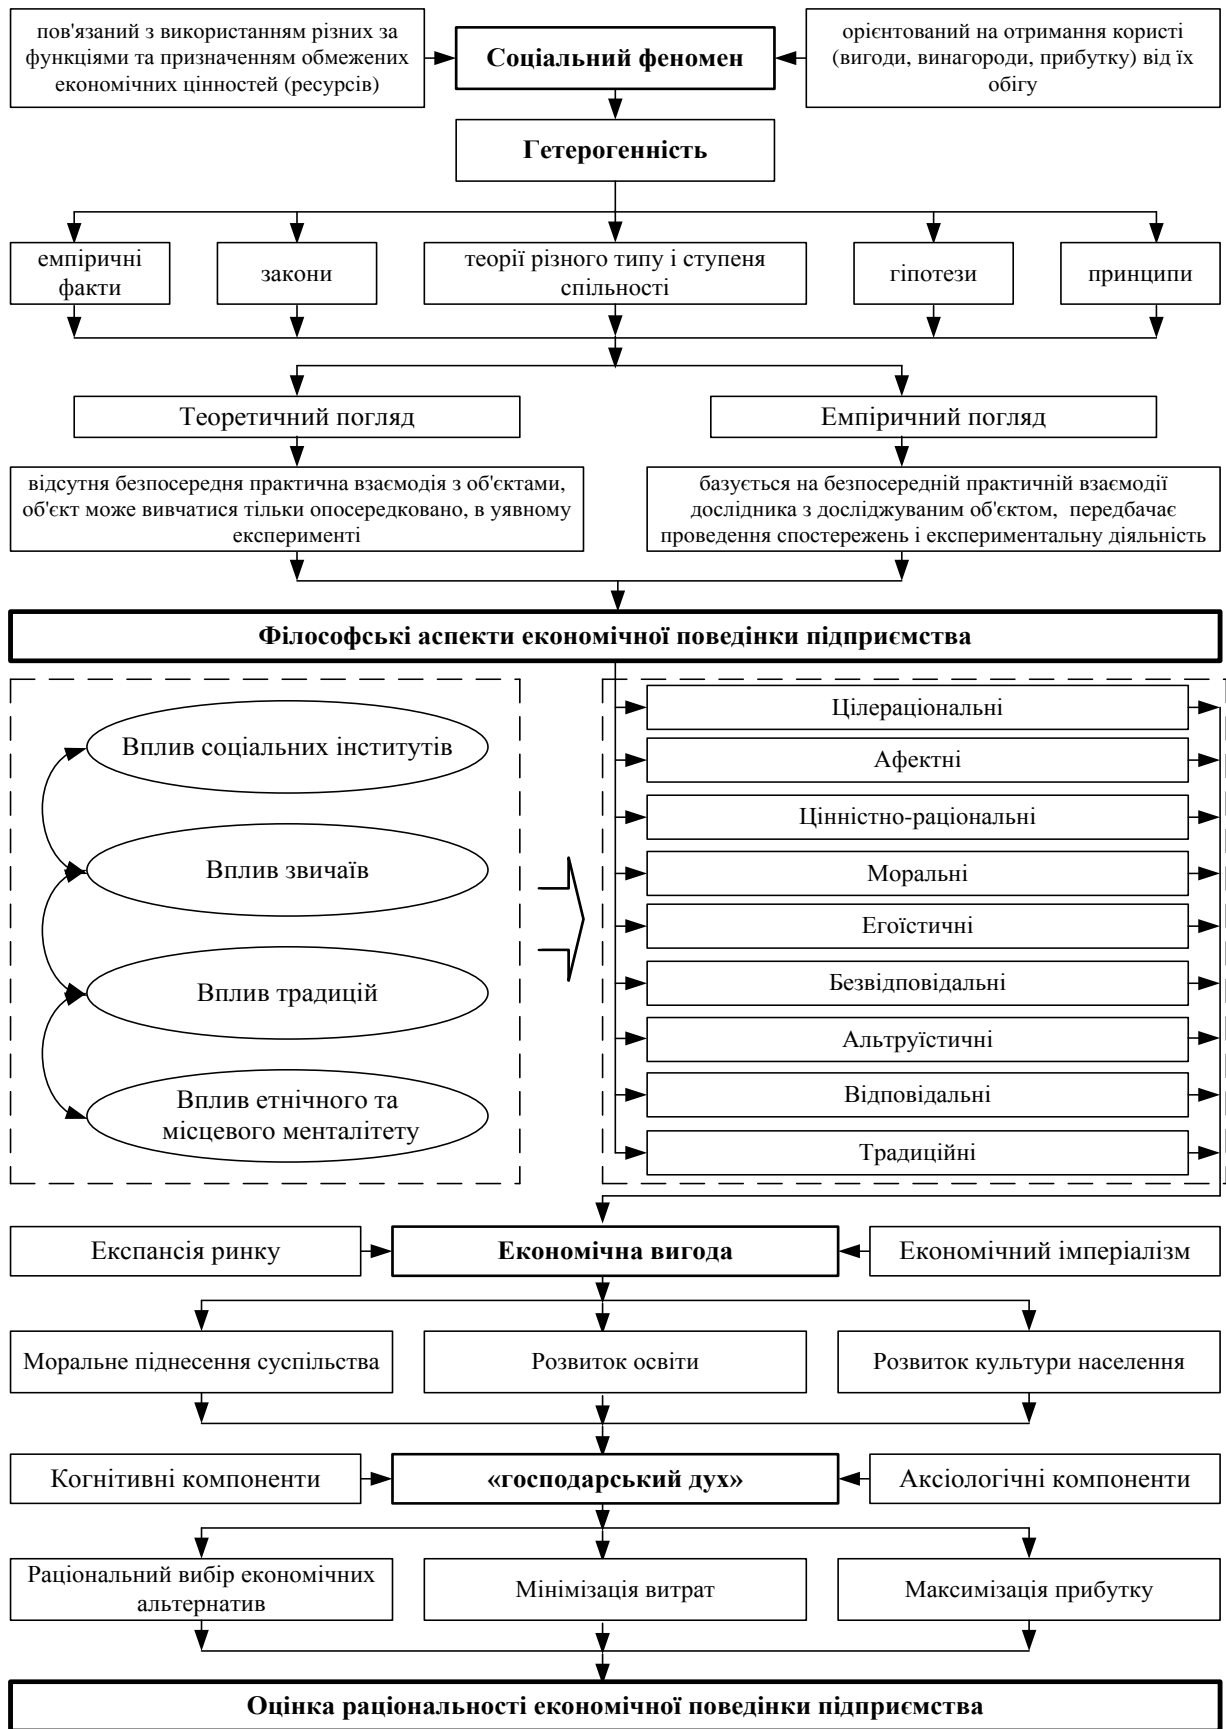 пов'язаний з використанням різних за
функціями та призначенням обмежених
економічних цінностей (ресурсів)
Соціальний феномен
орієнтований на отримання користі
(вигоди, винагороди, прибутку) від їх
обігу
Гетерогенність
емпіричні
факти
закони
теорії різного типу і ступеня
спільності
гіпотези
принципи
Теоретичний погляд
Емпіричний погляд
відсутня безпосередня практична взаємодія з об'єктами,
об'єкт може вивчатися тільки опосередковано, в уявному
експерименті
базується на безпосередній практичній взаємодії
дослідника з досліджуваним об'єктом, передбачає
проведення спостережень і експериментальну діяльність
Філософські аспекти економічної поведінки підприємства
Вплив соціальних інститутів
Вплив звичаїв
Вплив традицій
Вплив етнічного та
місцевого менталітету
Цілераціональні
Афектні
Цінністно-раціональні
Моральні
Егоїстичні
Безвідповідальні
Альтруїстичні
Відповідальні
Традиційні
Експансія ринку
Економічна вигода
Економічний імперіалізм
Моральне піднесення суспільства
Розвиток освіти
Розвиток культури населення
Когнітивні компоненти
«господарський дух»
Аксіологічні компоненти
Раціональний вибір економічних
альтернатив
Мінімізація витрат
Максимізація прибутку
Оцінка раціональності економічної поведінки підприємства